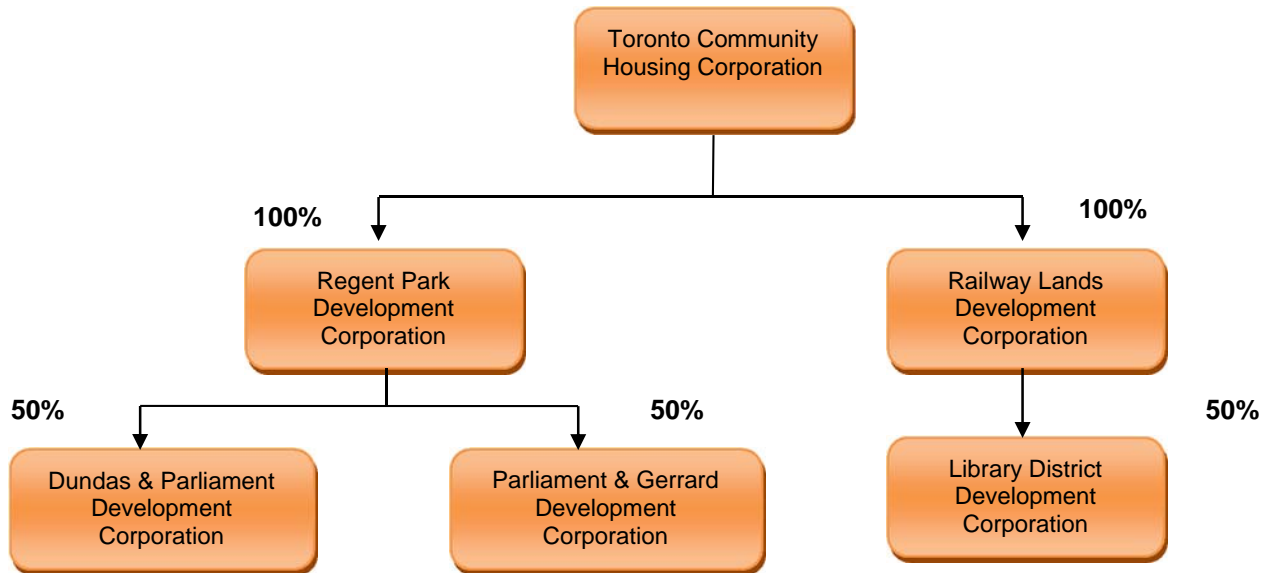 Toronto Community
Housing Corporation
100%
100%
Regent Park
Development
Corporation
Railway Lands
Development
Corporation
50%
50%
50%
Dundas & Parliament
Development
Corporation
Parliament & Gerrard
Development
Corporation
Library District
Development
Corporation